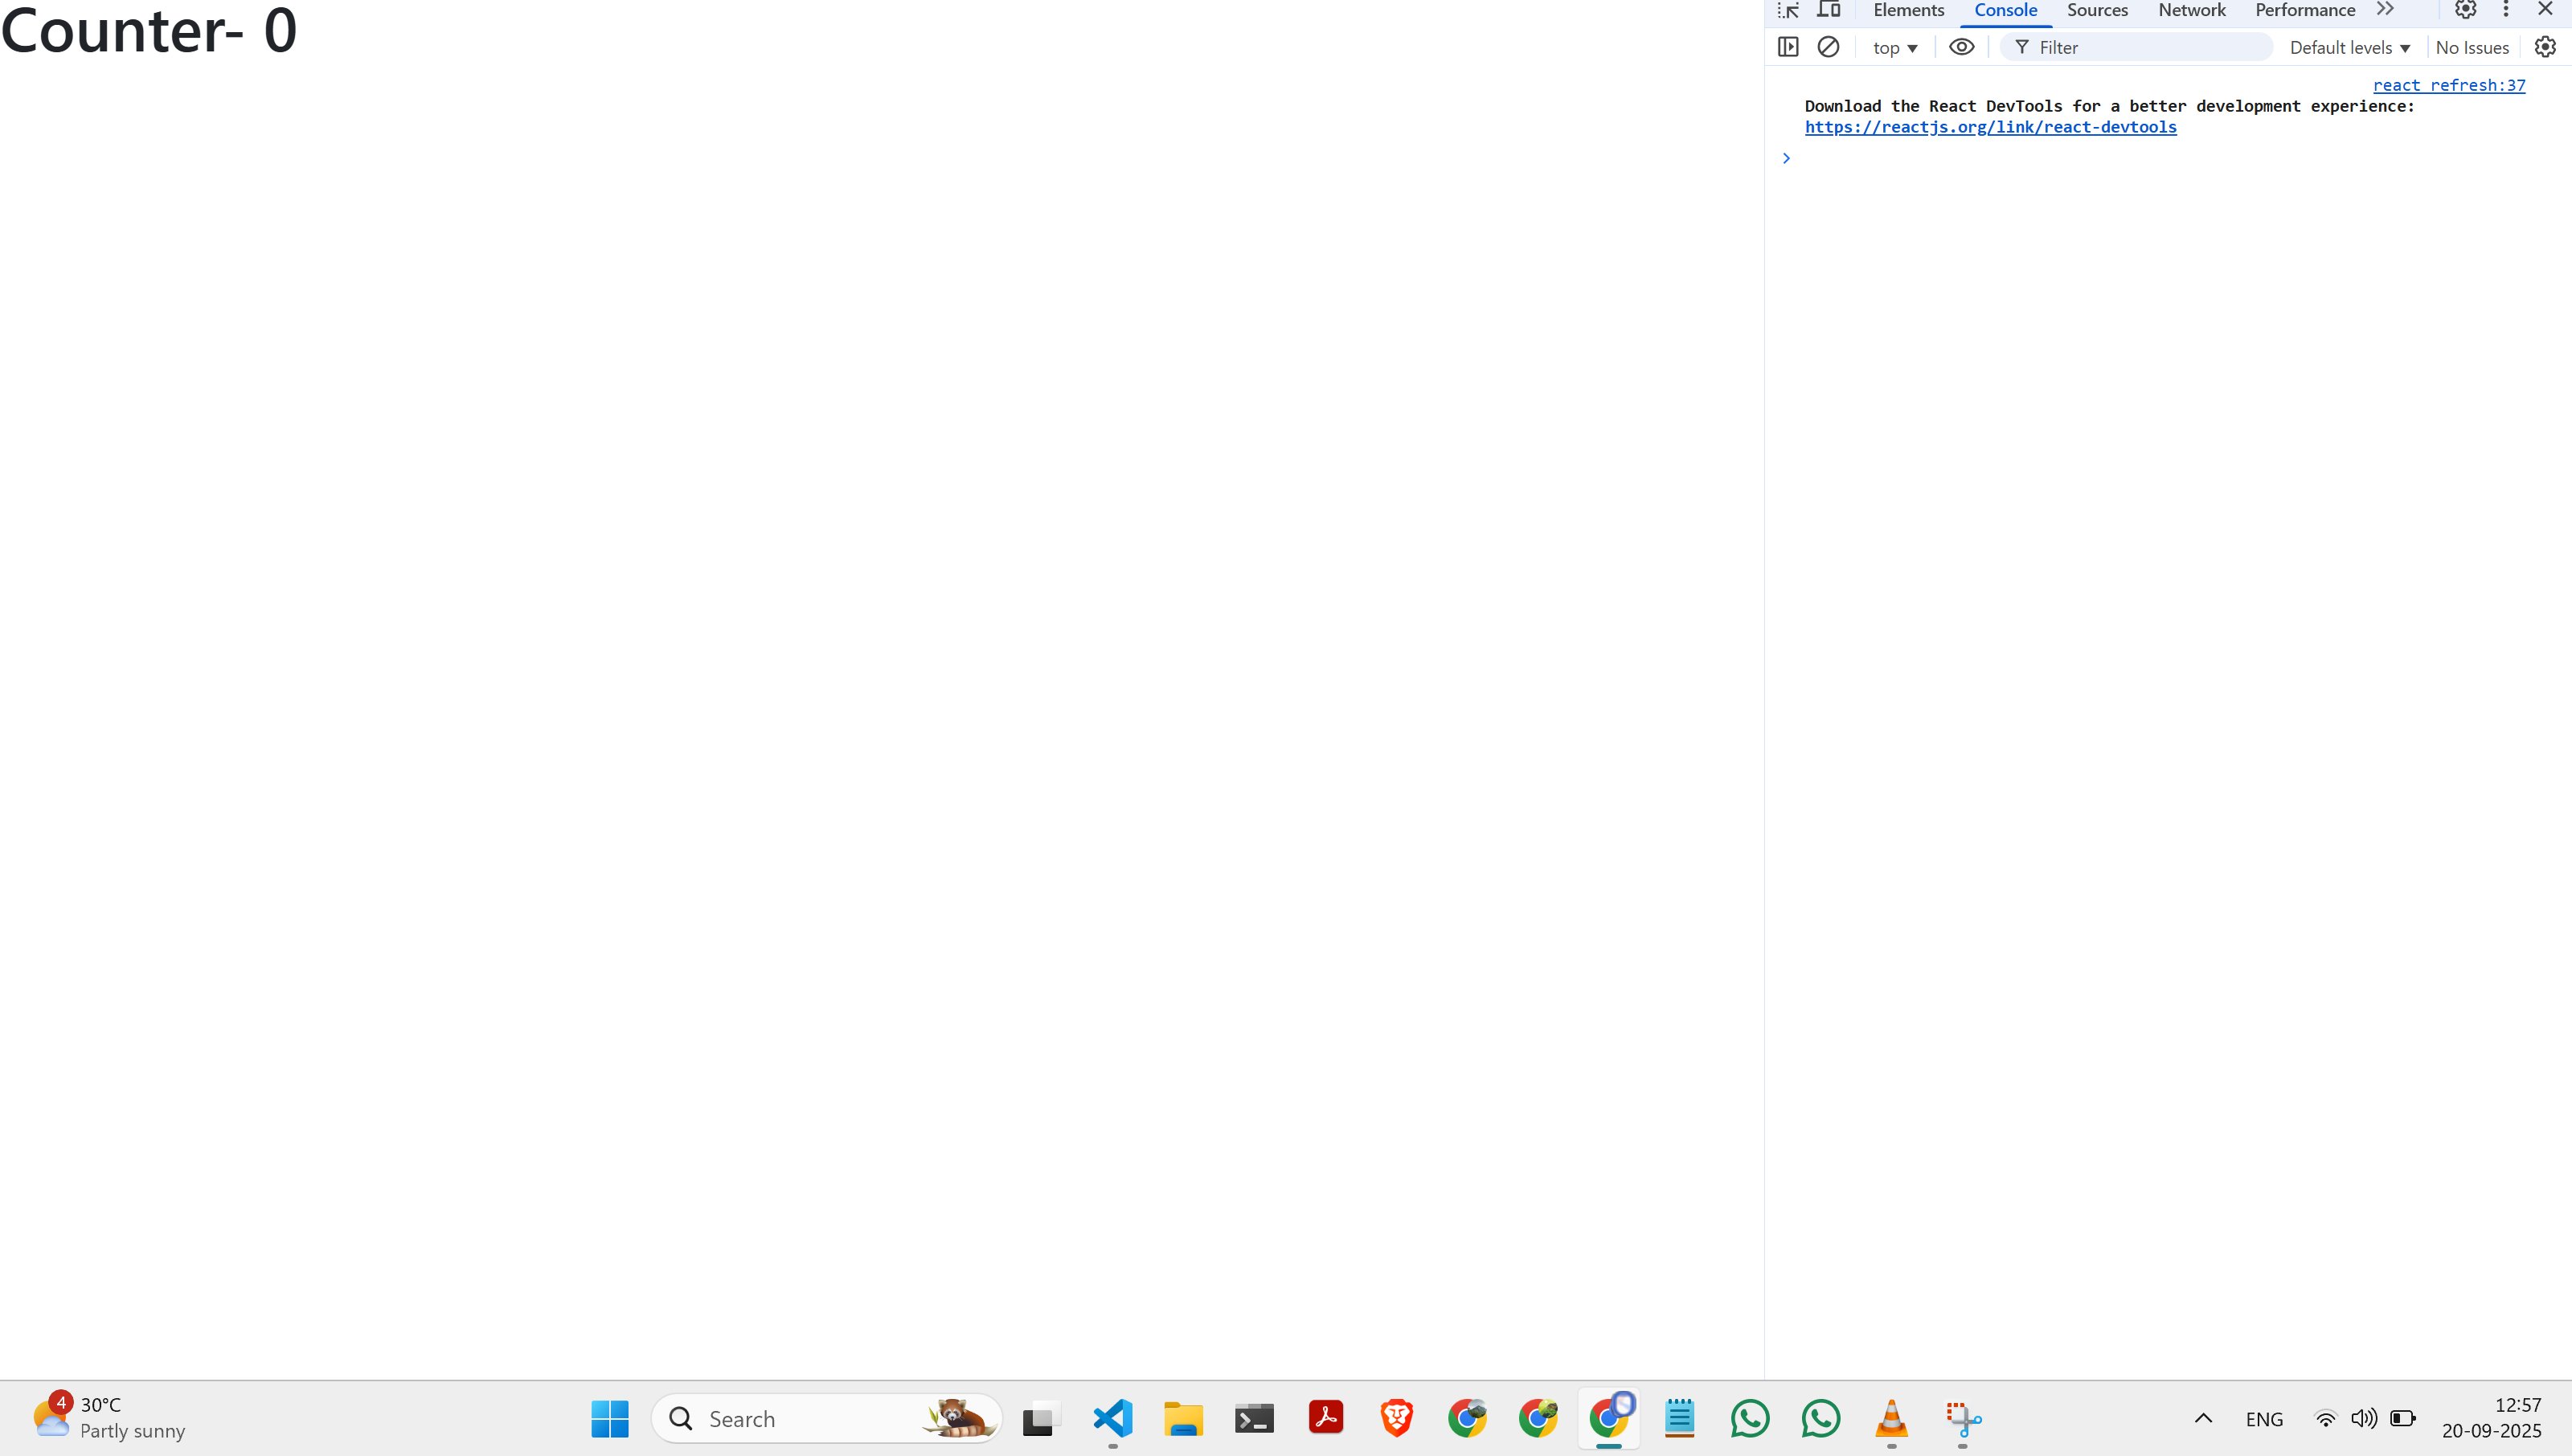 Counter- 0
Elements Console Sources Network Performance
top Filter Default levels No Issues
react refresh:37
Download the React DevTools for a better development experience:
https://reactjs.org/link/react-devtools
4
30°C
Partly sunny
Search
ENG
12:57
20-09-2025